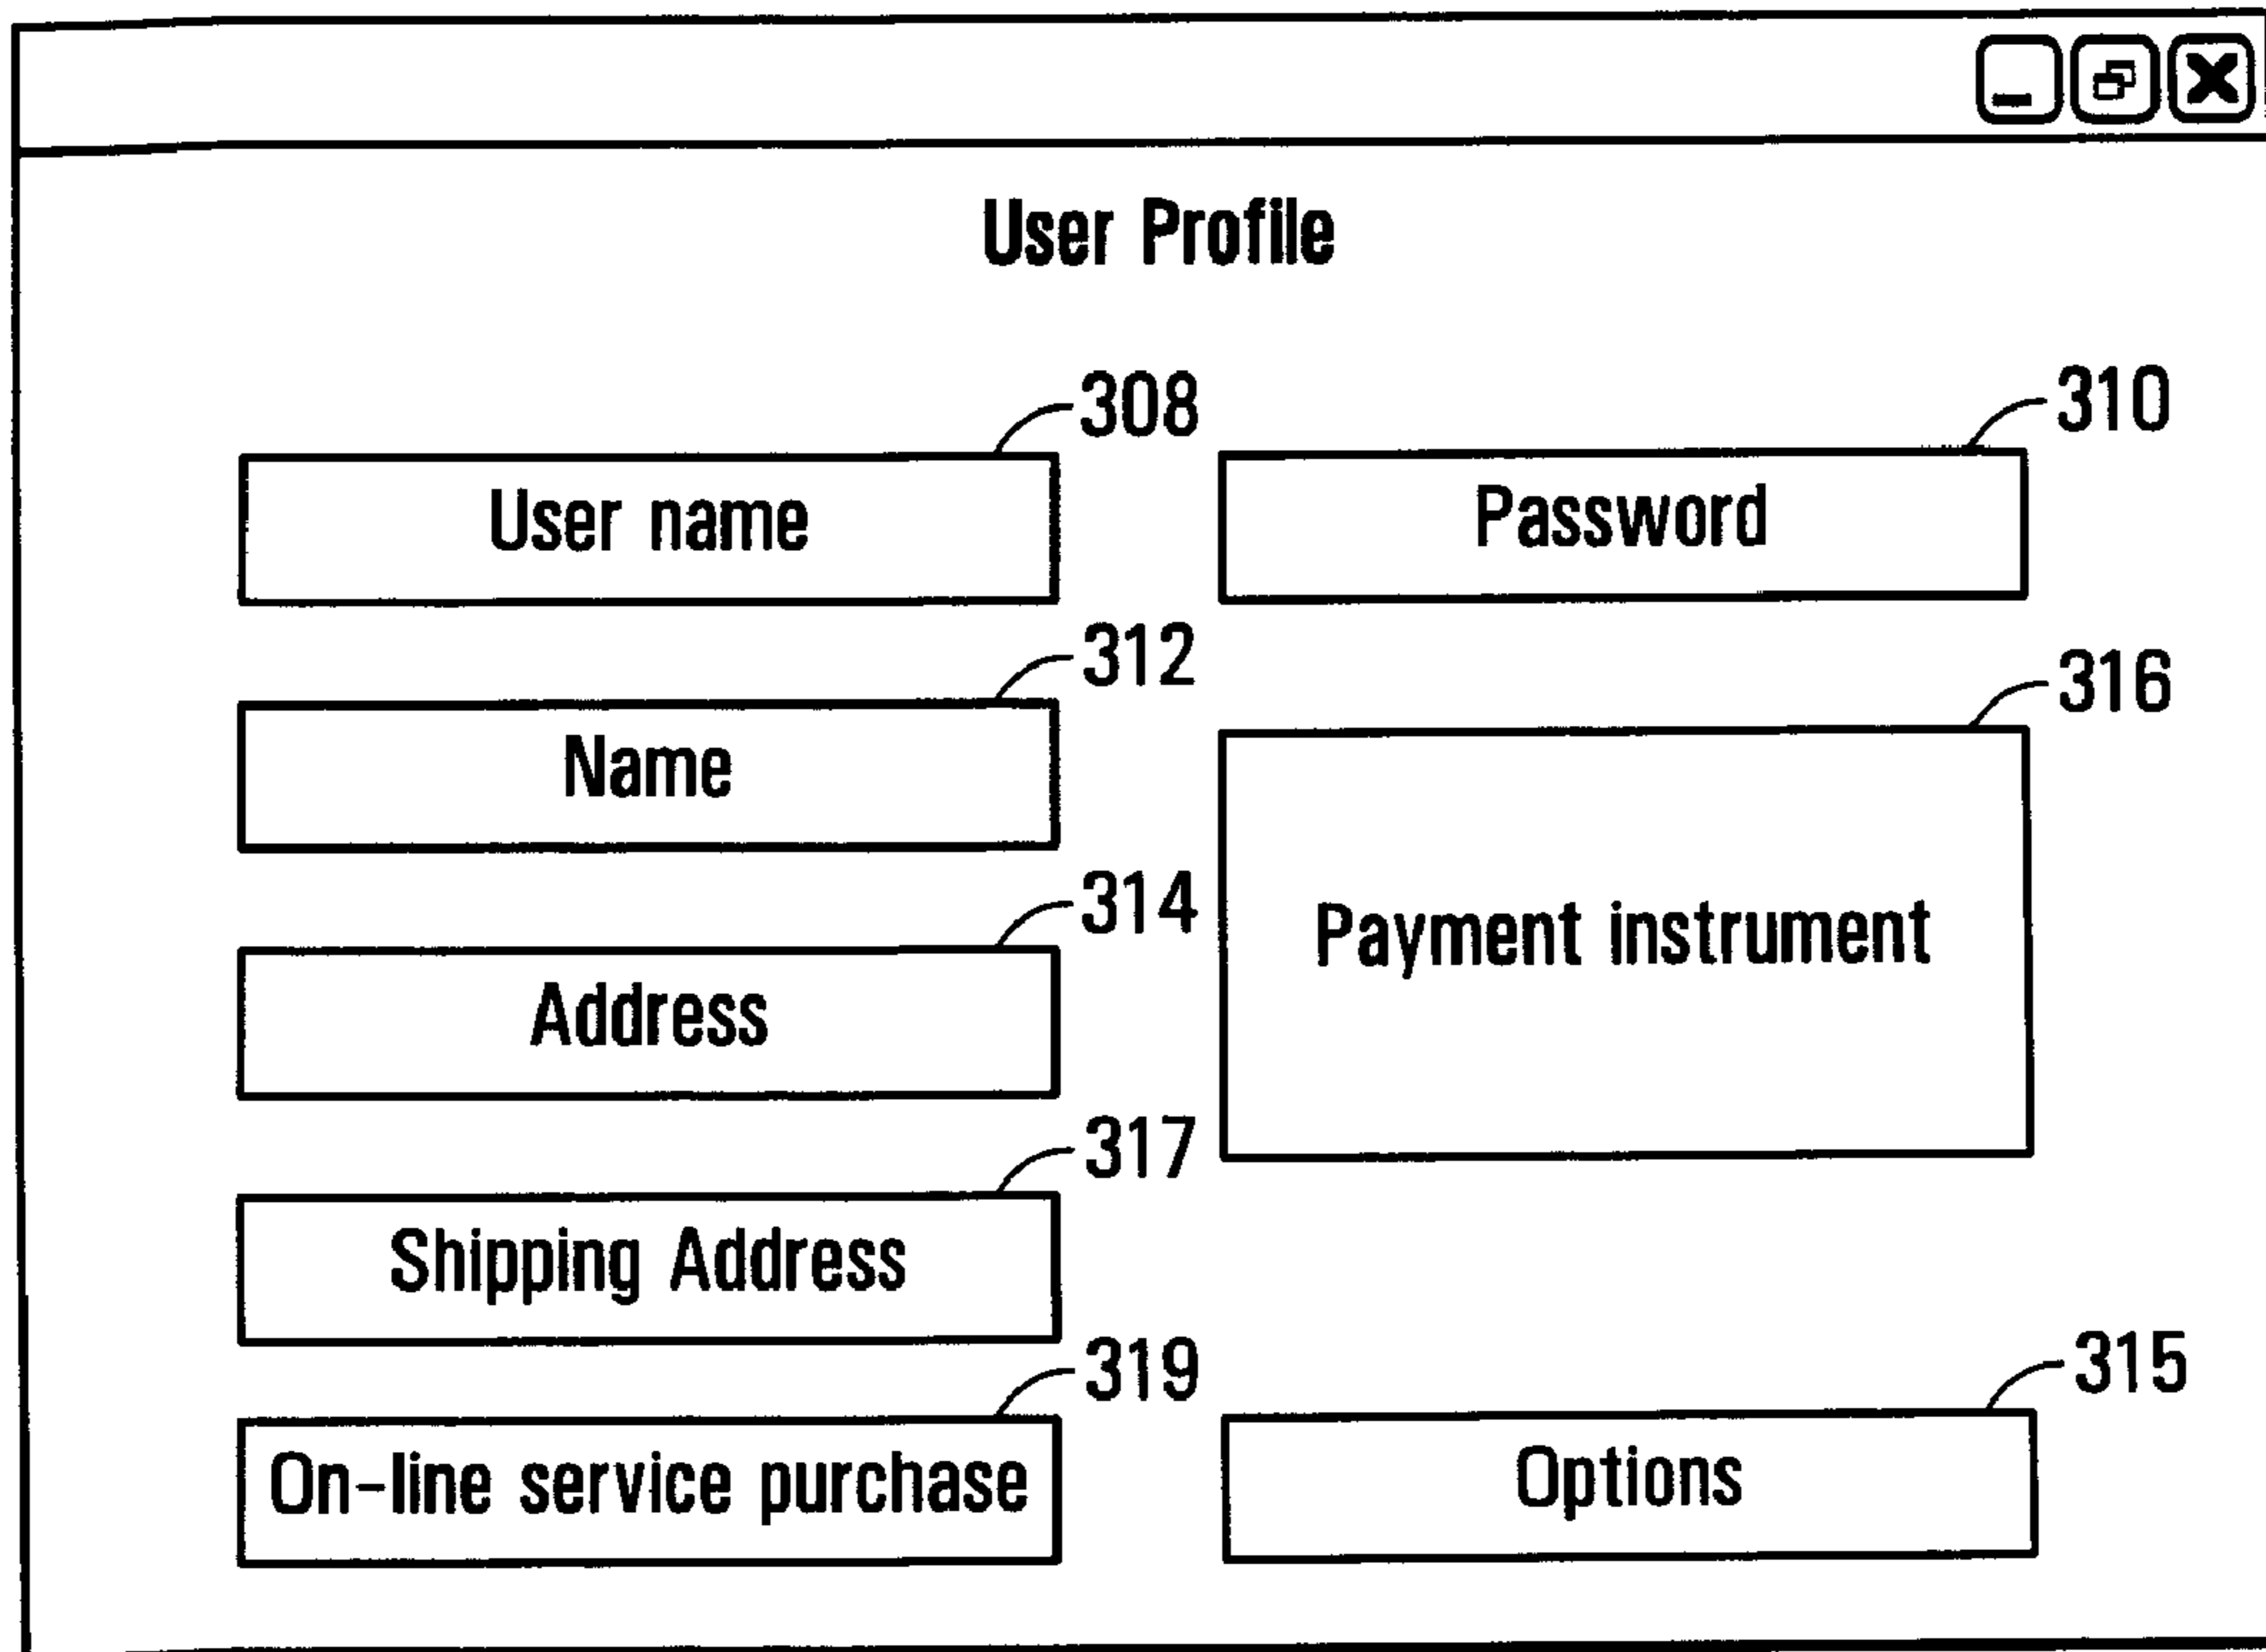 User Profile
308
310
User name
Password
312
316
Name
314
Payment instrument
Address
317
Shipping Address
319
315
On-line service purchase
Options